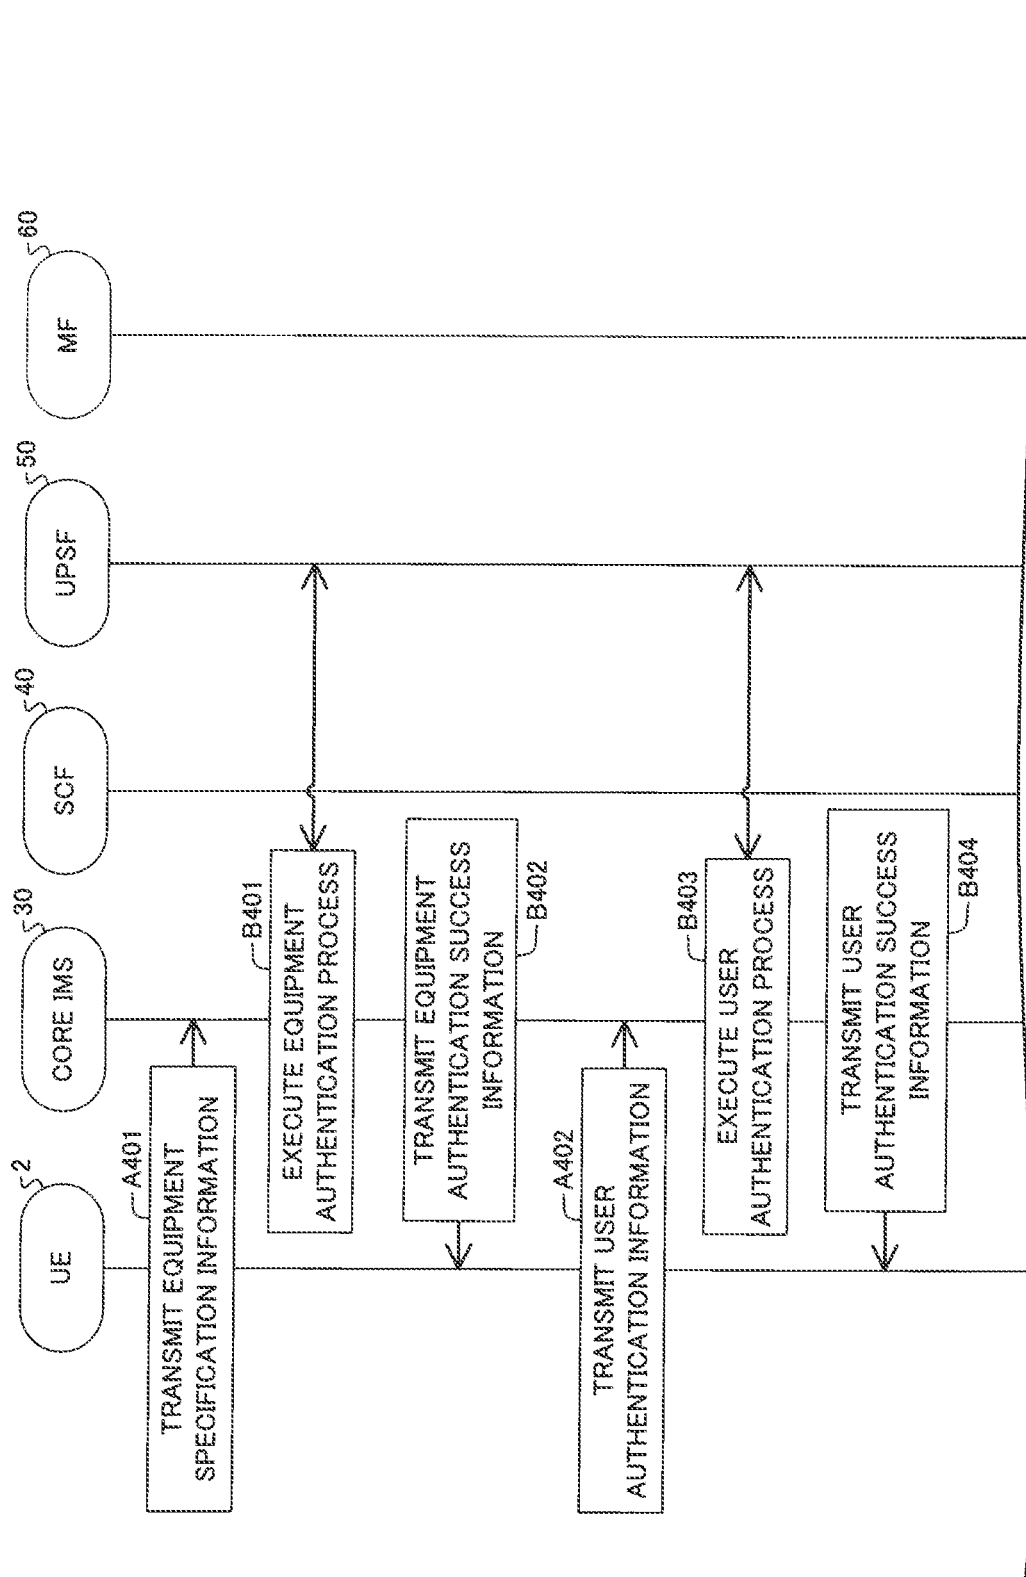 2
UE
30
CORE IMS
40
SCF
50
UPSF
60
MF
A401
TRANSMIT EQUIPMENT
SPECIFICATION INFORMATION
B401
EXECUTE EQUIPMENT
AUTHENTICATION PROCESS
TRANSMIT EQUIPMENT
AUTHENTICATION SUCCESS
INFORMATION
B402
A402
TRANSMIT USER
AUTHENTICATION INFORMATION
B403
EXECUTE USER
AUTHENTICATION PROCESS
TRANSMIT USER
AUTHENTICATION SUCCESS
INFORMATION
B404